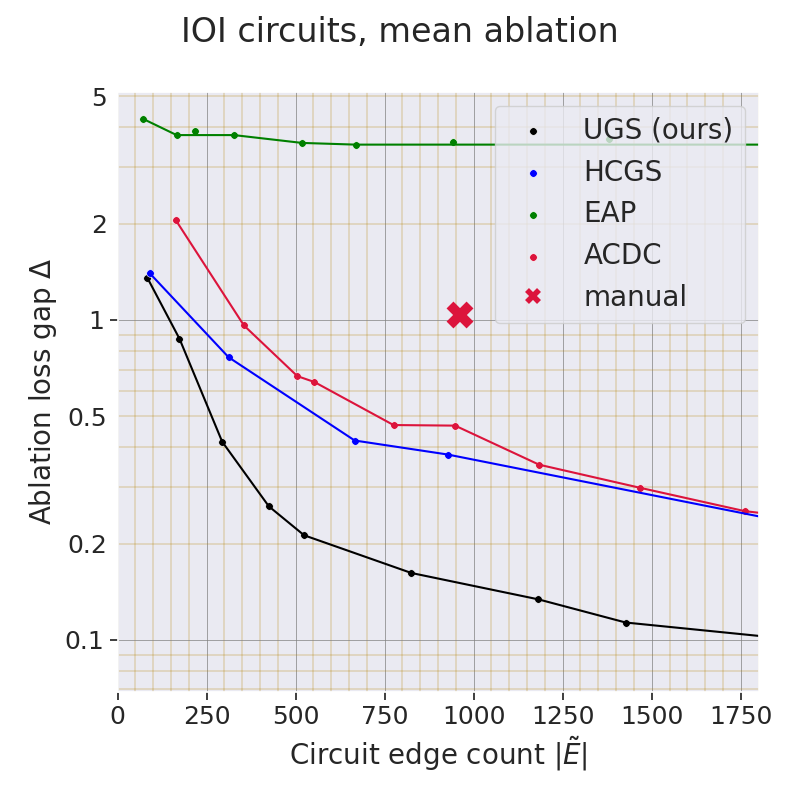 IOI circuits, mean ablation
5
2
1
0.5
0.2
0.1
Ablation loss gap Δ
UGS (ours)
HCGS
EAP
ACDC
manual
0 250 500 750 1000 1250 1500 1750
Circuit edge count |Ẽ|